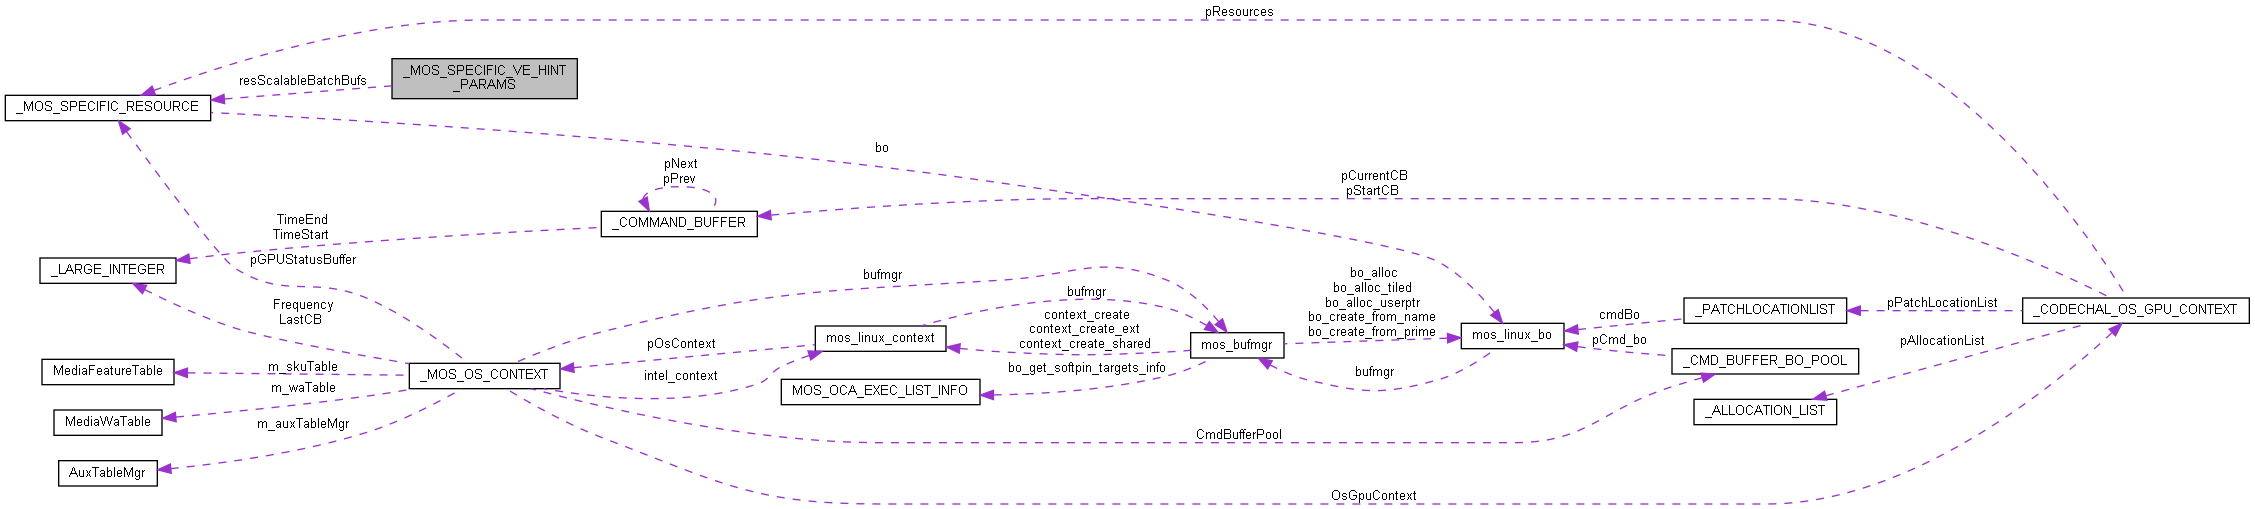 pResources
_MOS_SPECIFIC_VE_HINT
_PARAMS
resScalableBatchBufs
_MOS_SPECIFIC_RESOURCE
bo
pNext
pPrev
pCurrentCB
pStartCB
_COMMAND_BUFFER
TimeEnd
TimeStart
pGPUStatusBuffer
_LARGE_INTEGER
Frequency
LastCB
bufmgr
bufmgr
bo_alloc
bo_alloc_tiled
bo_alloc_userptr
bo_create_from_name
bo_create_from_prime
context_create
context_create_ext
context_create_shared
cmdBo
_PATCHLOCATIONLIST
pPatchLocationList
_CODECHAL_OS_GPU_CONTEXT
mos_linux_context
mos_bufmgr
mos_linux_bo
pCmd_bo
pAllocationList
pOsContext
MediaFeatureTable
m_skuTable
_MOS_OS_CONTEXT
intel_context
bo_get_softpin_targets_info
bufmgr
_CMD_BUFFER_BO_POOL
m_waTable
MOS_OCA_EXEC_LIST_INFO
_ALLOCATION_LIST
MediaWaTable
m_auxTableMgr
CmdBufferPool
AuxTableMgr
OsGpuContext